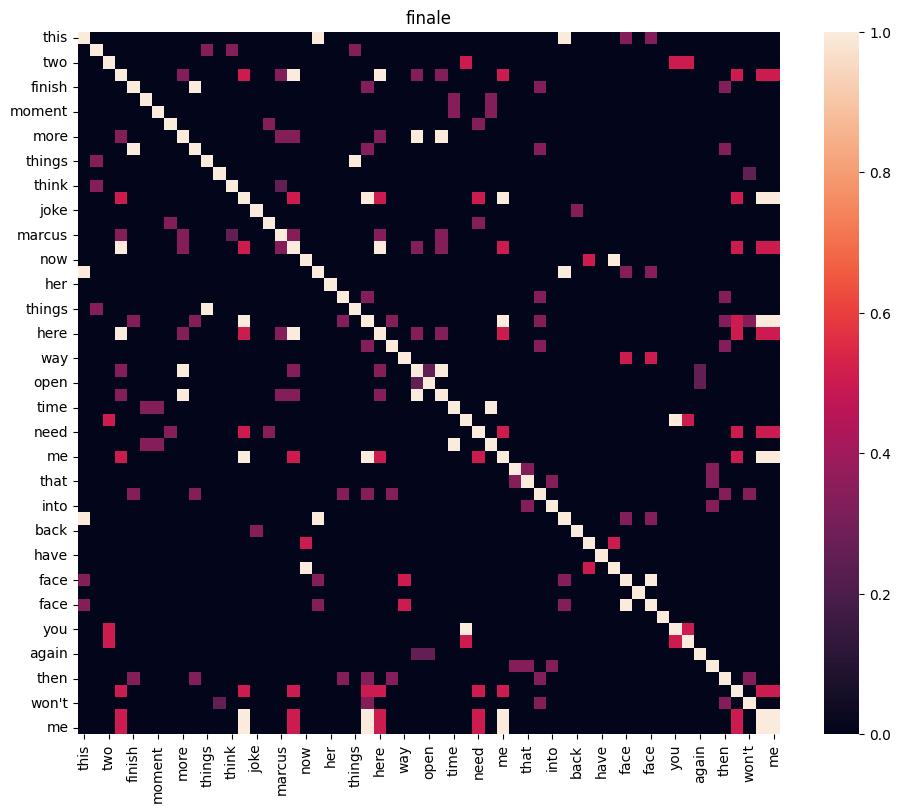 finale
this
two
finish
moment
more
things
think
joke
marcus
now
her
things
here
way
open
time
need
me
that
into
back
have
face
face
you
again
then
won't
me
this
two
finish
moment
more
things
think
joke
marcus
now
her
things
here
way
open
time
need
me
that
into
back
have
face
face
you
again
then
won't
me
1.0
0.8
0.6
0.4
0.2
0.0